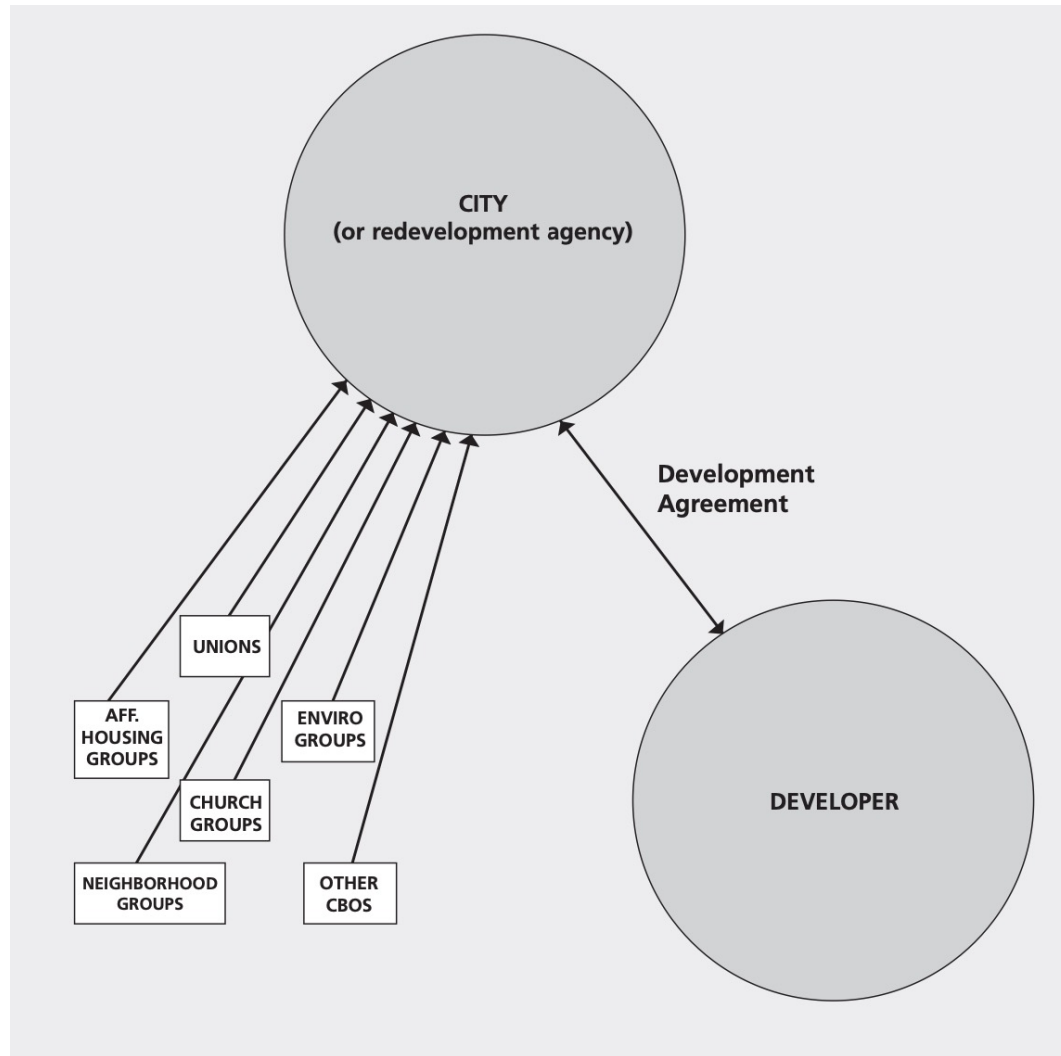 CITY
(or redevelopment agency)
Development
Agreement
UNIONS
AFF.
HOUSING
GROUPS
ENVIRO
GROUPS
CHURCH
GROUPS
DEVELOPER
NEIGHBORHOOD
GROUPS
OTHER
CBOS